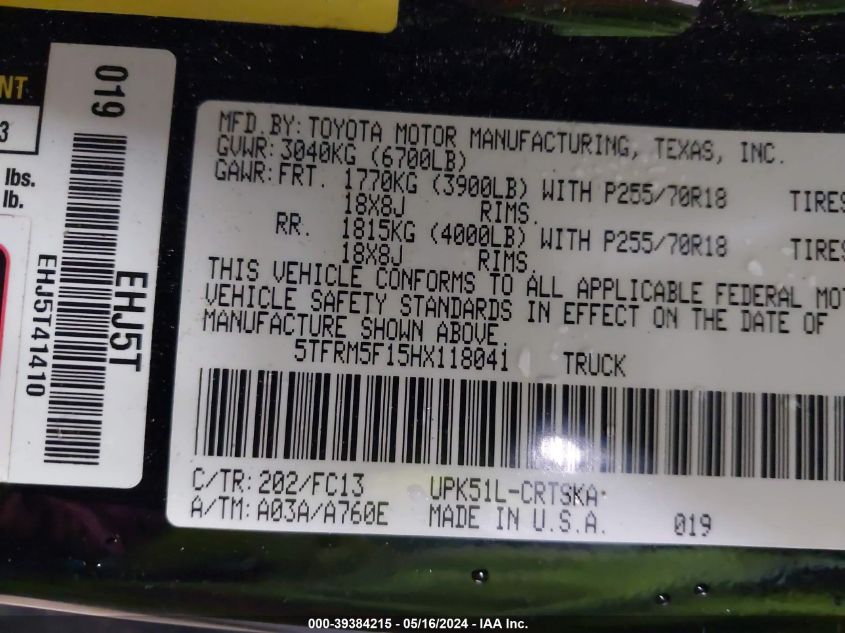 NT
3
lbs.
lb.
019
EHJ5T
EHJ5T41410
MFD.BY: TOYOTA MOTOR MANUFACTURING, TEXAS, INC.
GVWR: 3040KG (6700LB)
GAWR: FRT. 1770KG (3900LB) WITH P255/70R18 TIRES
18X8J RIMS.
RR. 1815KG (4000LB) WITH P255/70R18 TIRES
18X8J RIMS.
THIS VEHICLE CONFORMS TO ALL APPLICABLE FEDERAL MOT
VEHICLE SAFETY STANDARDS IN EFFECT ON THE DATE OF
MANUFACTURE SHOWN ABOVE.
5TFRM5F15HX118041 TRUCK
C/TR: 202/FC13 UPK51L-CRTSKA
A/TM: A03A/A760E MADE IN U.S.A. 019
000-39384215 - 05/16/2024 - IAA Inc.